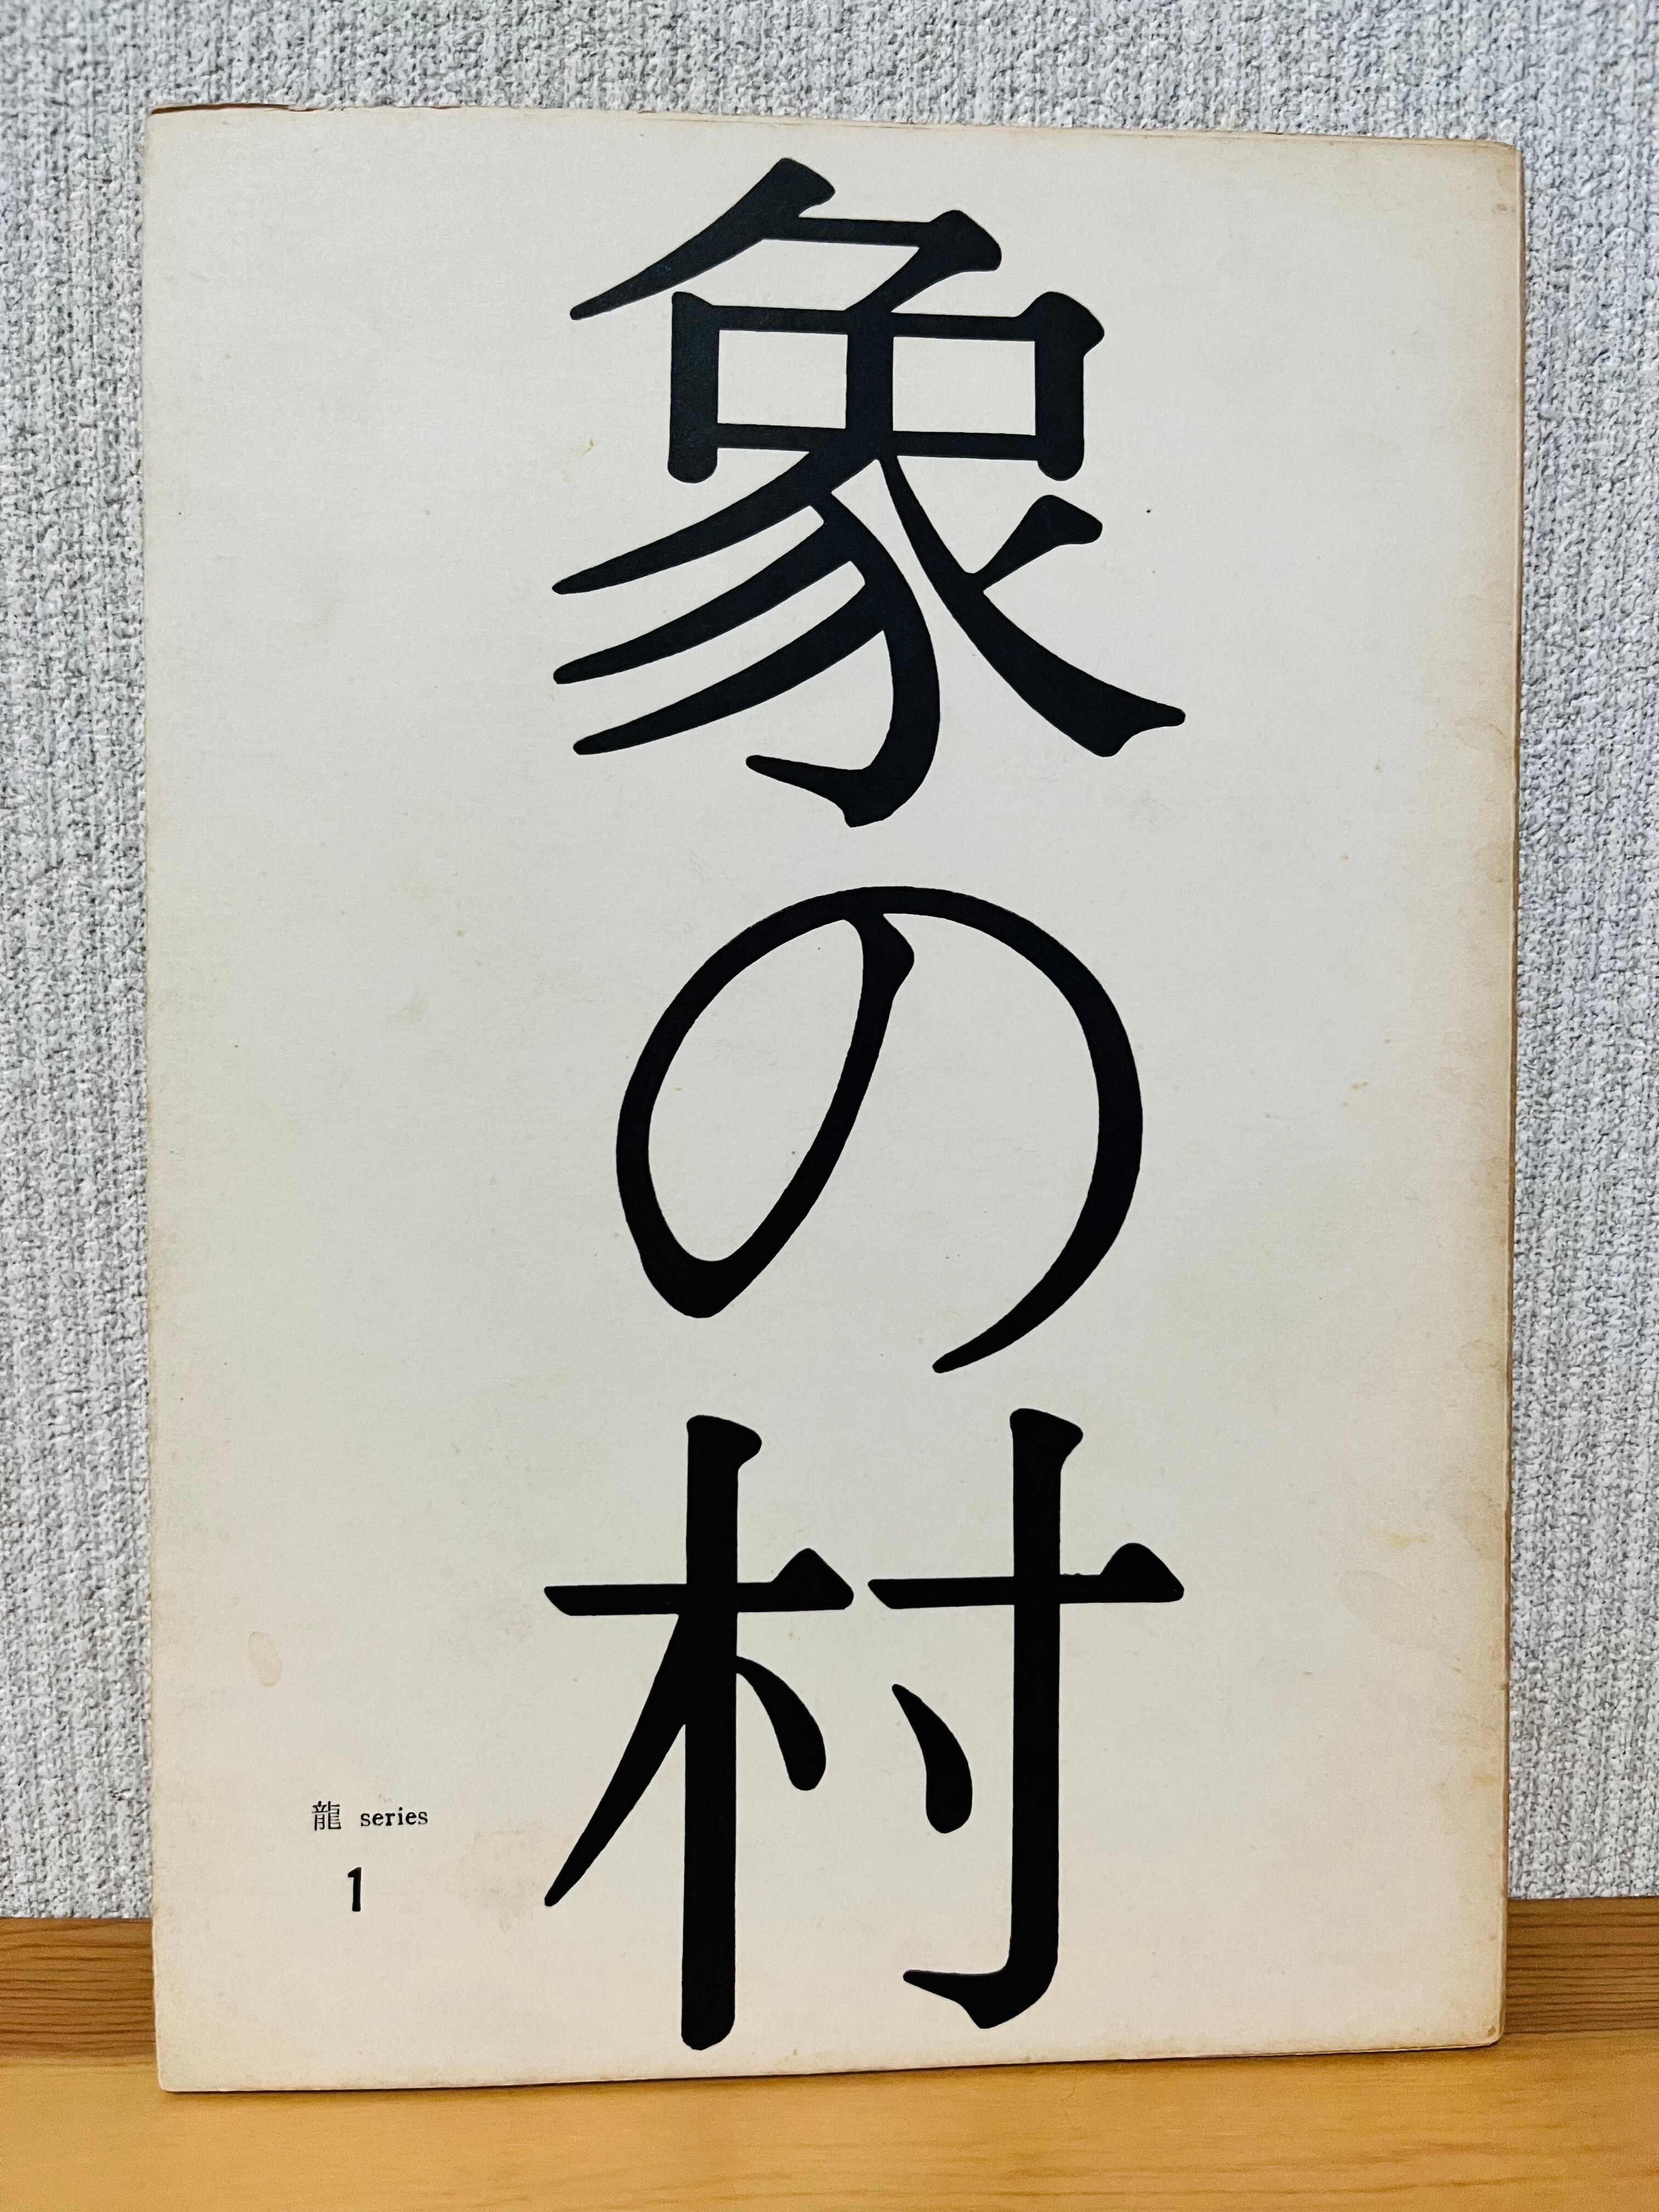 象の村
龍 series
1